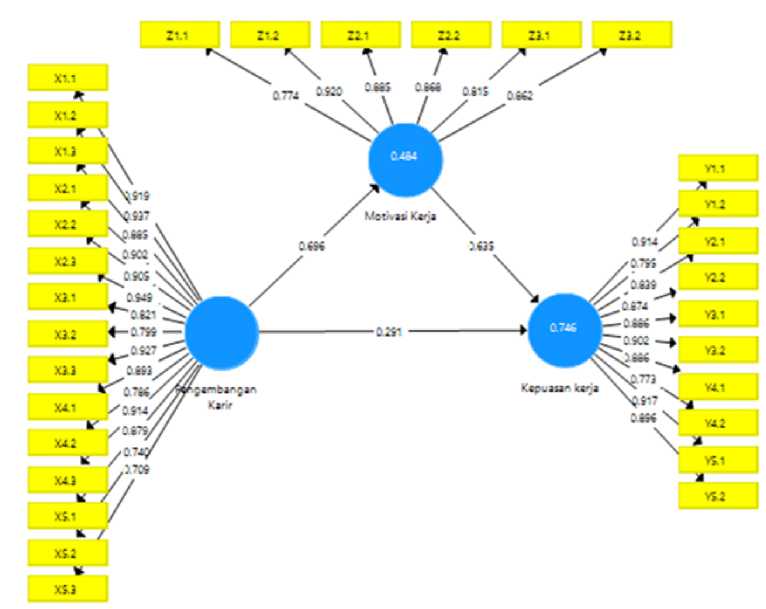 Z1.1
Z1.2
Z2.1
Z2.2
Z3.1
Z3.2
0.774
0.920
0.885
0.868
0.815
0.862
0.484
Motivasi Kerja
X1.1
X1.2
X1.3
X2.1
X2.2
X2.3
X3.1
X3.2
X3.3
X4.1
X4.2
X4.3
X5.1
X5.2
X5.3
0.919
0.937
0.885
0.902
0.905
0.949
0.821
0.799
0.927
0.893
0.786
0.914
0.879
0.740
0.709
Pengembangan
Karir
0.696
0.635
0.291
0.746
Kepuasan kerja
0.914
0.795
0.839
0.874
0.886
0.902
0.886
0.773
0.917
0.896
Y1.1
Y1.2
Y2.1
Y2.2
Y3.1
Y3.2
Y4.1
Y4.2
Y5.1
Y5.2